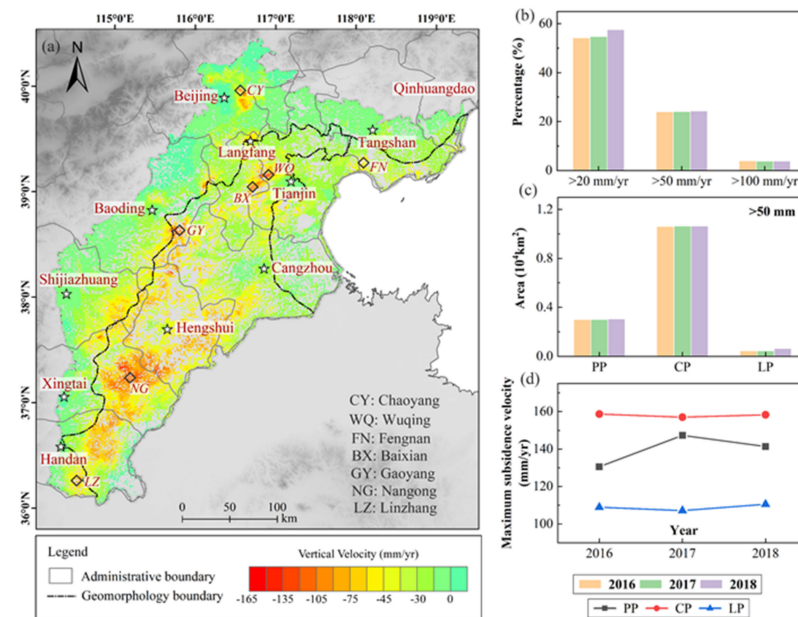 115°0'E 116°0'E 117°0'E 118°0'E 119°0'E
(a)
N
40°0'N
39°0'N
38°0'N
37°0'N
36°0'N
Beijing
CY
Qinhuangdao
Langfang
Tangshan
WQ
FN
BX
Tianjin
Baoding
GY
Cangzhou
Shijiazhuang
Hengshui
Xingtai
NG
Handan
LZ
CY: Chaoyang
WQ: Wuqing
FN: Fengnan
BX: Baixian
GY: Gaoyang
NG: Nangong
LZ: Linzhang
0 50 100
km
Legend
Administrative boundary
Geomorphology boundary
Vertical Velocity (mm/yr)
-165 -135 -105 -75 -45 -30 0
(b)
Percentage (%)
60
40
20
0
>20 mm/yr >50 mm/yr >100 mm/yr
(c)
>50 mm
Area (10⁴km²)
1.2
0.8
0.4
0.0
PP CP LP
(d)
Maximum subsidence velocity
(mm/yr)
160
140
120
100
Year
2016 2017 2018
2016 2017 2018
PP CP LP